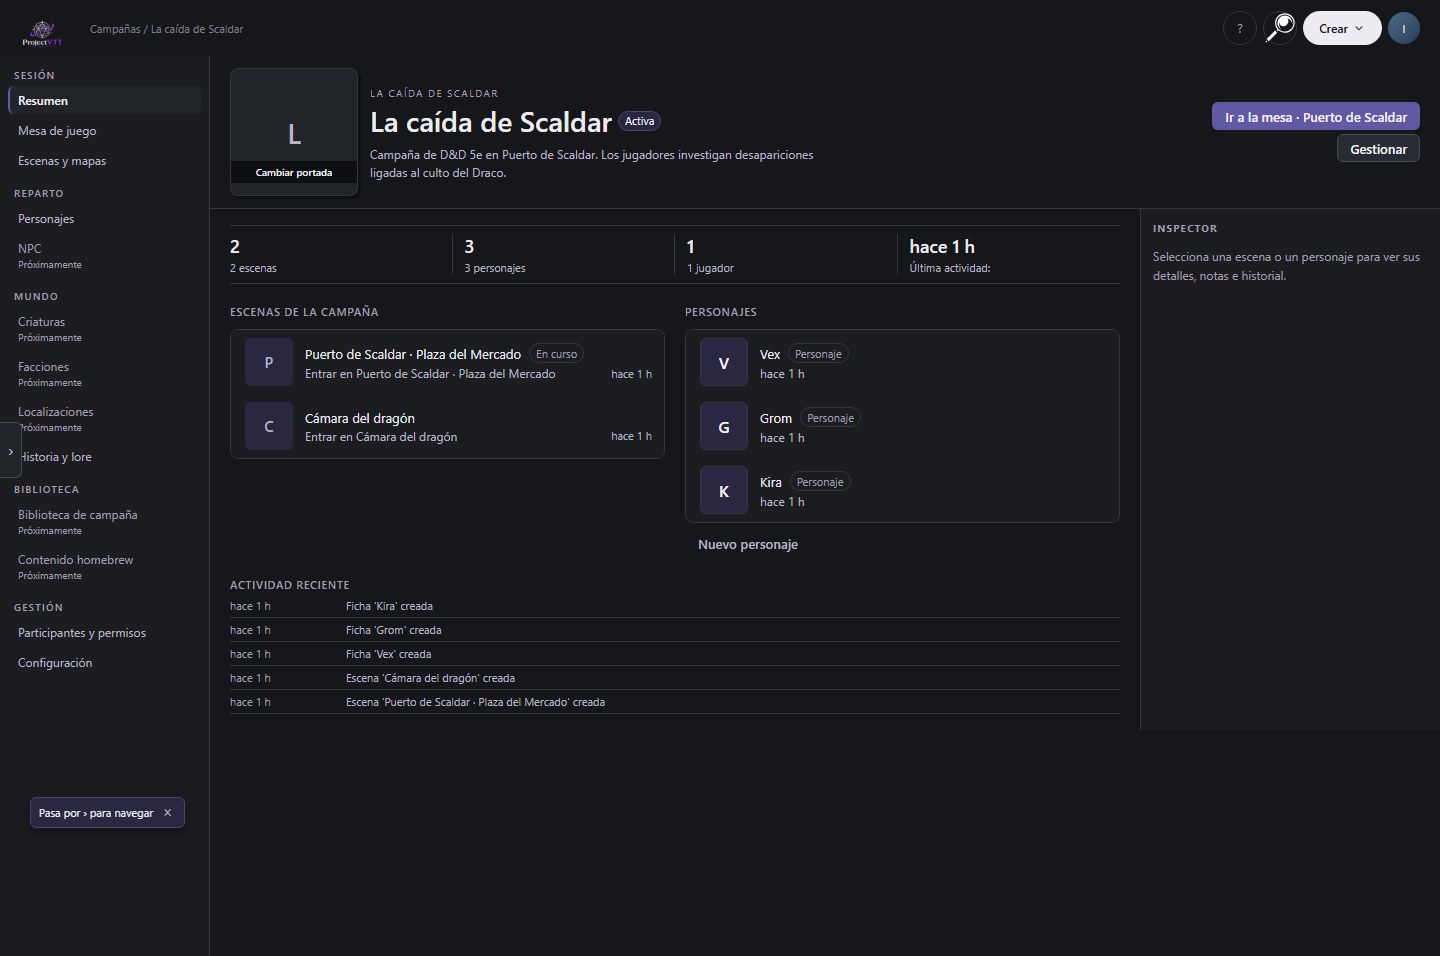 ProjectVTT
Campañas / La caída de Scaldar
?
Crear
I
SESIÓN
Resumen
Mesa de juego
Escenas y mapas
REPARTO
Personajes
NPC
Próximamente
MUNDO
Criaturas
Próximamente
Facciones
Próximamente
Localizaciones
Próximamente
›
Historia y lore
BIBLIOTECA
Biblioteca de campaña
Próximamente
Contenido homebrew
Próximamente
GESTIÓN
Participantes y permisos
Configuración
Pasa por › para navegar ×
L
Cambiar portada
LA CAÍDA DE SCALDAR
La caída de Scaldar Activa
Campaña de D&D 5e en Puerto de Scaldar. Los jugadores investigan desapariciones
ligadas al culto del Draco.
Ir a la mesa · Puerto de Scaldar
Gestionar
2
2 escenas
3
3 personajes
1
1 jugador
hace 1 h
Última actividad:
ESCENAS DE LA CAMPAÑA
P
Puerto de Scaldar · Plaza del Mercado En curso
Entrar en Puerto de Scaldar · Plaza del Mercado hace 1 h
C
Cámara del dragón
Entrar en Cámara del dragón hace 1 h
PERSONAJES
V
Vex Personaje
hace 1 h
G
Grom Personaje
hace 1 h
K
Kira Personaje
hace 1 h
Nuevo personaje
ACTIVIDAD RECIENTE
hace 1 h Ficha 'Kira' creada
hace 1 h Ficha 'Grom' creada
hace 1 h Ficha 'Vex' creada
hace 1 h Escena 'Cámara del dragón' creada
hace 1 h Escena 'Puerto de Scaldar · Plaza del Mercado' creada
INSPECTOR
Selecciona una escena o un personaje para ver sus
detalles, notas e historial.